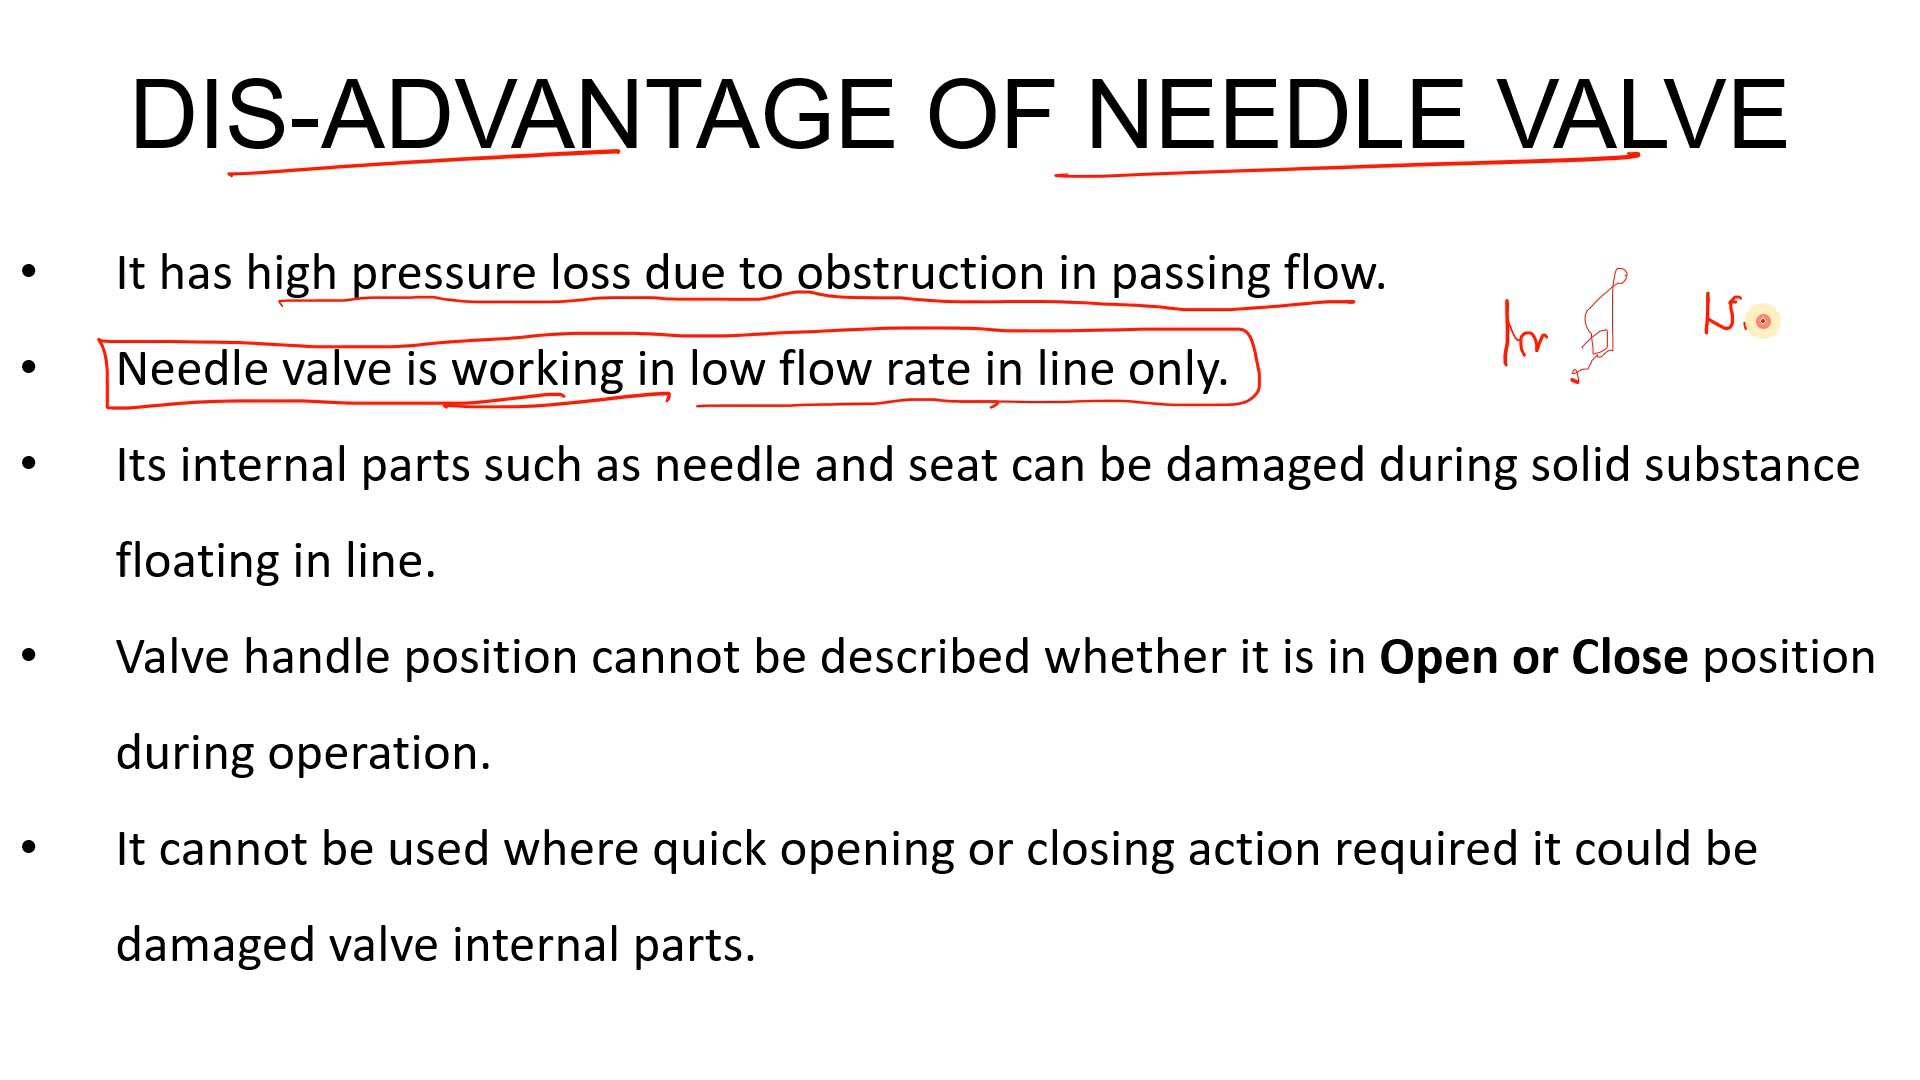 DIS-ADVANTAGE OF NEEDLE VALVE
• It has high pressure loss due to obstruction in passing flow.
• Needle valve is working in low flow rate in line only.
• Its internal parts such as needle and seat can be damaged during solid substance
floating in line.
• Valve handle position cannot be described whether it is in Open or Close position
during operation.
• It cannot be used where quick opening or closing action required it could be
damaged valve internal parts.